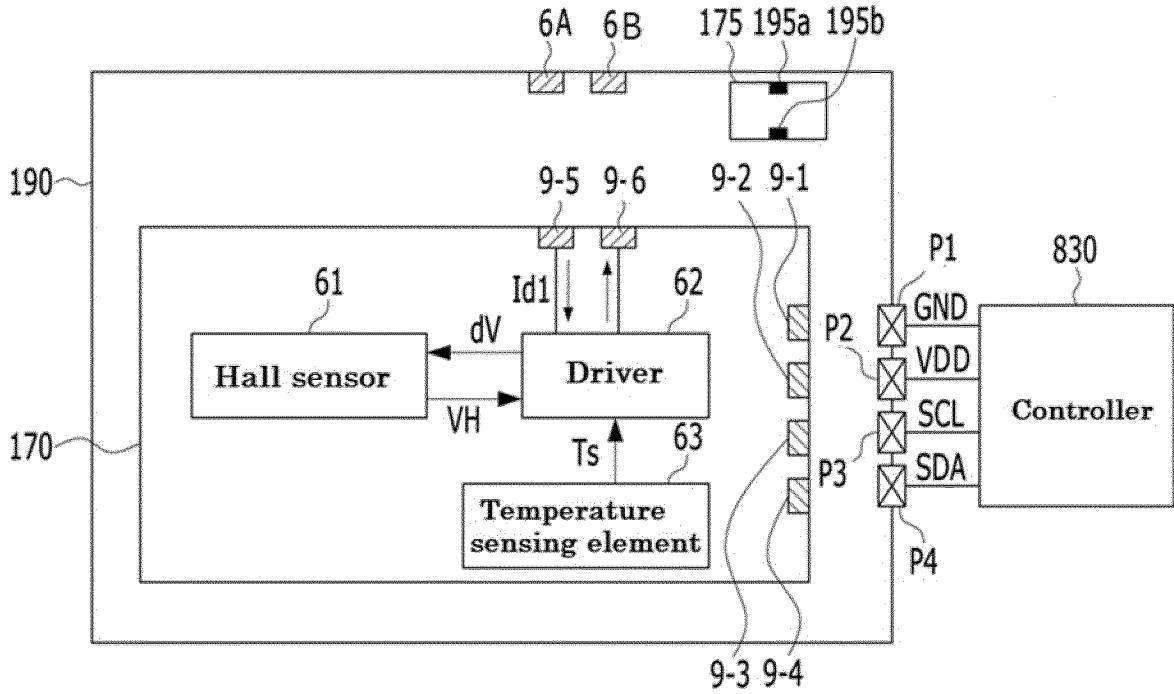 6A 6B 175 195a 195b
190
9-5 9-6 9-2 9-1
P1 830
61 Id1 62 GND
dV P2 VDD
Hall sensor Driver Controller
VH SCL
170 Ts 63 P3 SDA
Temperature
sensing element
P4
9-3 9-4